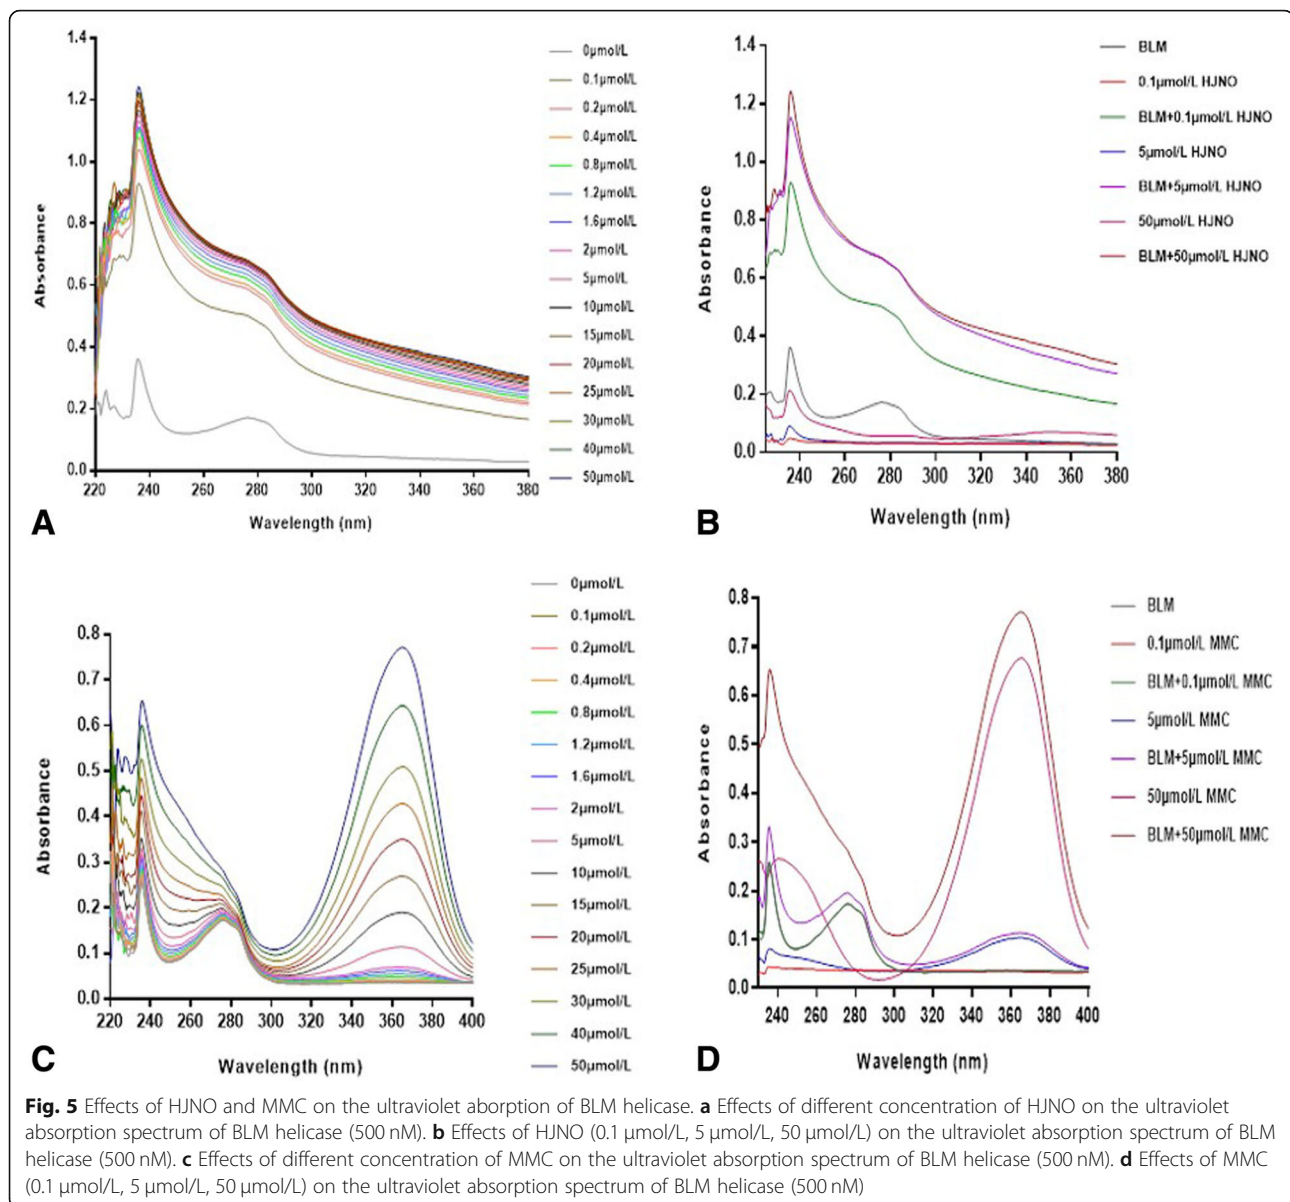 1.4
1.2
1.0
0.8
0.6
0.4
0.2
0.0
Absorbance
220 240 260 280 300 320 340 360 380
Wavelength (nm)
A
0µmol/L
0.1µmol/L
0.2µmol/L
0.4µmol/L
0.8µmol/L
1.2µmol/L
1.6µmol/L
2µmol/L
5µmol/L
10µmol/L
15µmol/L
20µmol/L
25µmol/L
30µmol/L
40µmol/L
50µmol/L
1.4
1.2
1.0
0.8
0.6
0.4
0.2
0.0
Absorbance
240 260 280 300 320 340 360 380
Wavelength (nm)
B
BLM
0.1µmol/L HJNO
BLM+0.1µmol/L HJNO
5µmol/L HJNO
BLM+5µmol/L HJNO
50µmol/L HJNO
BLM+50µmol/L HJNO
0.8
0.7
0.6
0.5
0.4
0.3
0.2
0.1
0.0
Absorbance
220 240 260 280 300 320 340 360 380 400
Wavelength (nm)
C
0µmol/L
0.1µmol/L
0.2µmol/L
0.4µmol/L
0.8µmol/L
1.2µmol/L
1.6µmol/L
2µmol/L
5µmol/L
10µmol/L
15µmol/L
20µmol/L
25µmol/L
30µmol/L
40µmol/L
50µmol/L
0.8
0.7
0.6
0.5
0.4
0.3
0.2
0.1
0.0
Absorbance
240 260 280 300 320 340 360 380 400
Wavelength (nm)
D
BLM
0.1µmol/L MMC
BLM+0.1µmol/L MMC
5µmol/L MMC
BLM+5µmol/L MMC
50µmol/L MMC
BLM+50µmol/L MMC
Fig. 5 Effects of HJNO and MMC on the ultraviolet aborption of BLM helicase. a Effects of different concentration of HJNO on the ultraviolet
absorption spectrum of BLM helicase (500 nM). b Effects of HJNO (0.1 μmol/L, 5 μmol/L, 50 μmol/L) on the ultraviolet absorption spectrum of BLM
helicase (500 nM). c Effects of different concentration of MMC on the ultraviolet absorption spectrum of BLM helicase (500 nM). d Effects of MMC
(0.1 μmol/L, 5 μmol/L, 50 μmol/L) on the ultraviolet absorption spectrum of BLM helicase (500 nM)